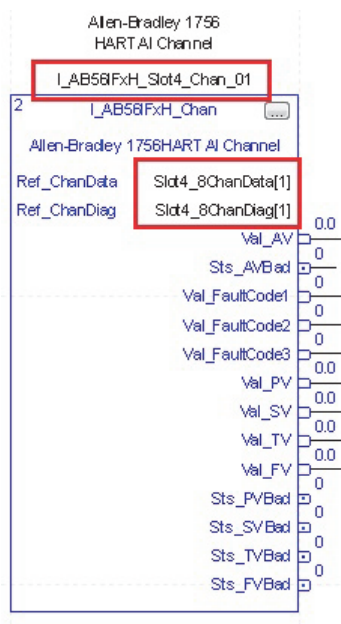 Allen-Bradley 1756
HART AI Channel
I_AB56IFxH_Slot4_Chan_01
2 I_AB56IFxH_Chan ...
Allen-Bradley 1756HART AI Channel
Ref_ChanData Slot4_8ChanData[1]
Ref_ChanDiag Slot4_8ChanDiag[1]
Val_AV 0.0
Sts_AVBad 0
Val_FaultCode1 0
Val_FaultCode2 0
Val_FaultCode3 0
Val_PV 0.0
Val_SV 0.0
Val_TV 0.0
Val_FV 0.0
Sts_PVBad 0
Sts_SVBad 0
Sts_TVBad 0
Sts_FVBad 0